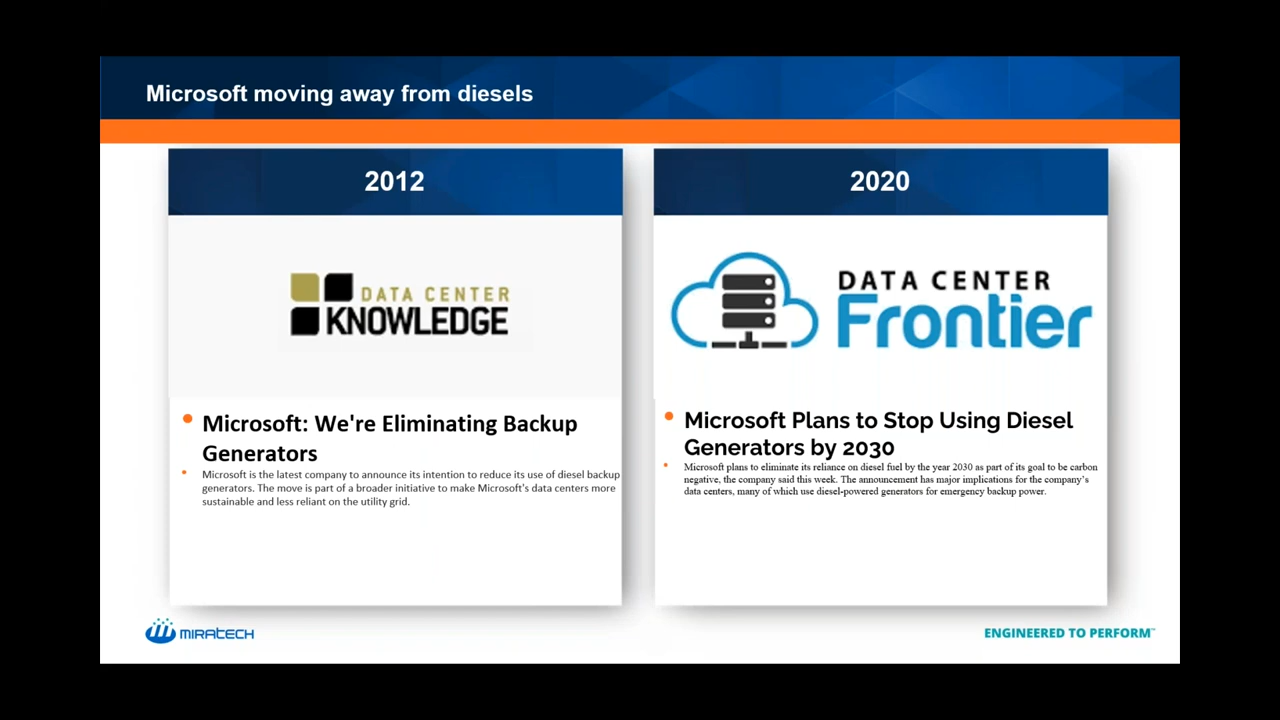 Microsoft moving away from diesels
2012
DATA CENTER
KNOWLEDGE
Microsoft: We're Eliminating Backup
Generators
Microsoft is the latest company to announce its intention to reduce its use of diesel backup
generators. The move is part of a broader initiative to make Microsoft's data centers more
sustainable and less reliant on the utility grid.
2020
DATA CENTER
Frontier
Microsoft Plans to Stop Using Diesel
Generators by 2030
Microsoft plans to eliminate its reliance on diesel fuel by the year 2030 as part of its goal to be carbon
negative, the company said this week. The announcement has major implications for the company's
data centers, many of which use diesel-powered generators for emergency backup power.
MIRATECH
ENGINEERED TO PERFORM™